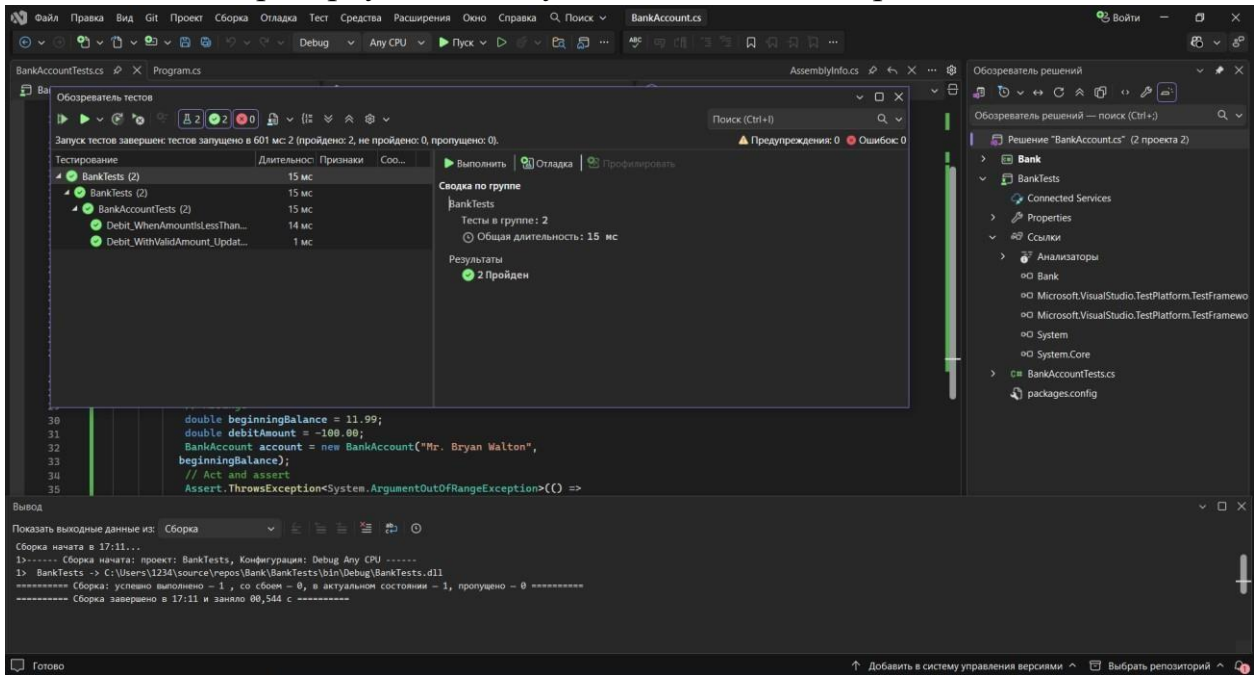 Файл Правка Вид Git Проект Сборка Отладка Тест Средства Расширения Окно Справка Поиск BankAccount.cs Войти
Debug Any CPU Пуск
BankAccountTests.cs Program.cs AssemblyInfo.cs
Обозреватель тестов
2 2 0 Поиск (Ctrl+I)
Запуск тестов завершен: тестов запущено в 601 мс: 2 (пройдено: 2, не пройдено: 0, пропущено: 0). Предупреждения: 0 Ошибок: 0
Тестирование Длительност Признаки Соо...
BankTests (2) 15 мс
BankTests (2) 15 мс
BankAccountTests (2) 15 мс
Debit_WhenAmountIsLessThan... 14 мс
Debit_WithValidAmount_Updat... 1 мс
Выполнить Отладка Профилировать
Сводка по группе
BankTests
Тесты в группе: 2
Общая длительность: 15 мс
Результаты
2 Пройден
30 double beginningBalance = 11.99;
31 double debitAmount = -100.00;
32 BankAccount account = new BankAccount("Mr. Bryan Walton",
33 beginningBalance);
34 // Act and assert
35 Assert.ThrowsException<System.ArgumentOutOfRangeException>(() =>
Обозреватель решений
Обозреватель решений — поиск (Ctrl+;)
Решение "BankAccount.cs" (2 проекта 2)
Bank
BankTests
Connected Services
Properties
Ссылки
Анализаторы
Bank
Microsoft.VisualStudio.TestPlatform.TestFramewo
Microsoft.VisualStudio.TestPlatform.TestFramewo
System
System.Core
C# BankAccountTests.cs
packages.config
Вывод
Показать выходные данные из: Сборка
Сборка начата в 17:11...
1>------ Сборка начата: проект: BankTests, Конфигурация: Debug Any CPU ------
1> BankTests -> C:\Users\1234\source\repos\Bank\BankTests\bin\Debug\BankTests.dll
========== Сборка: успешно выполнено — 1 , со сбоем — 0, в актуальном состоянии — 1, пропущено — 0 ==========
========== Сборка завершено в 17:11 и заняло 00,544 с ==========
Готово Добавить в систему управления версиями Выбрать репозиторий